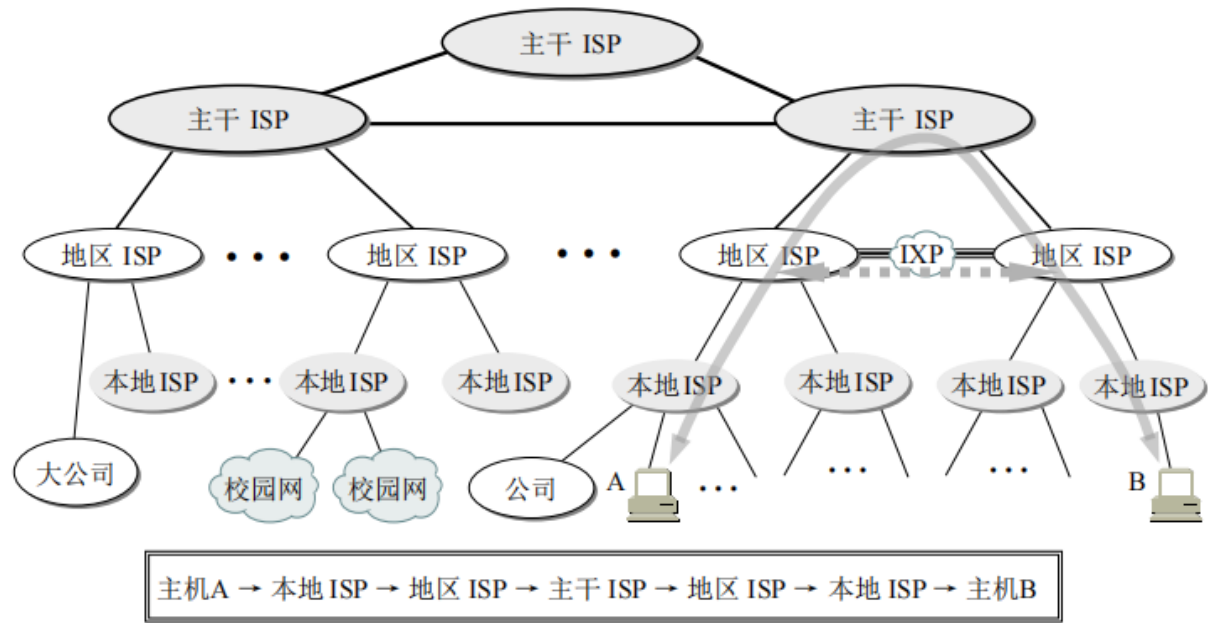 主干 ISP
主干 ISP
主干 ISP
地区 ISP
• • •
地区 ISP
• • •
地区 ISP
IXP
地区 ISP
本地ISP
• • •
本地ISP
本地ISP
本地ISP
本地ISP
本地ISP
本地ISP
大公司
校园网
校园网
公司
A
• • •
• • •
• • •
B
主机A → 本地 ISP → 地区 ISP → 主干 ISP → 地区 ISP → 本地 ISP → 主机B